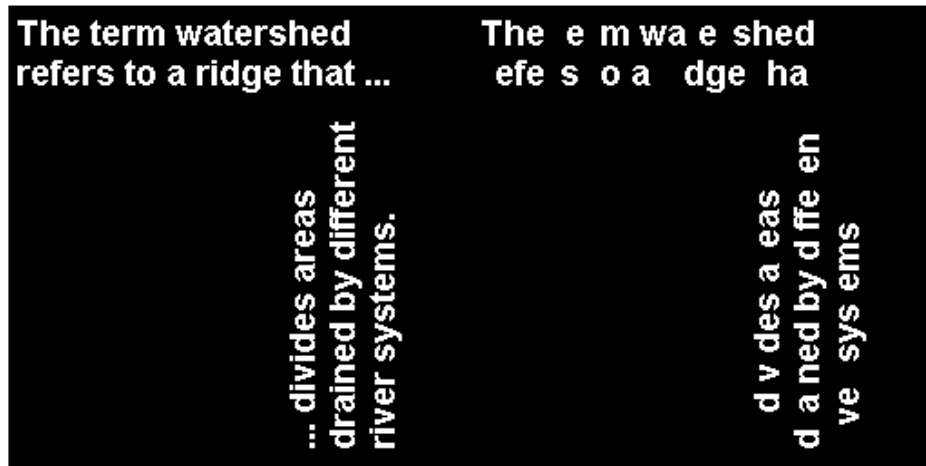 The term watershed
refers to a ridge that ...
... divides areas
drained by different
river systems.
The e m wa e shed
efe s o a dge ha
d v des a eas
d a ned by d ffe en
ve sys ems